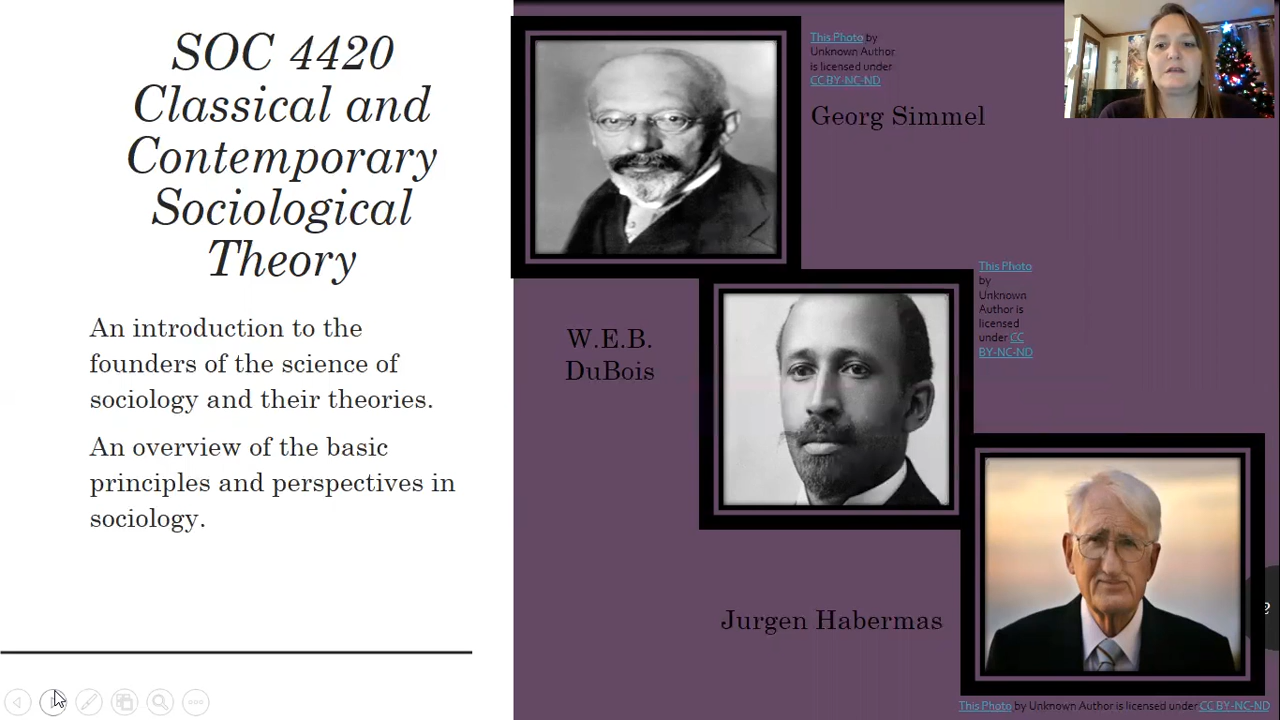 SOC 4420
Classical and
Contemporary
Sociological
Theory
An introduction to the
founders of the science of
sociology and their theories.
An overview of the basic
principles and perspectives in
sociology.
This Photo by
Unknown Author
is licensed under
CC BY-NC-ND
Georg Simmel
This Photo
by
Unknown
Author is
licensed
under CC
BY-NC-ND
W.E.B.
DuBois
Jurgen Habermas
2
This Photo by Unknown Author is licensed under CC BY-NC-ND